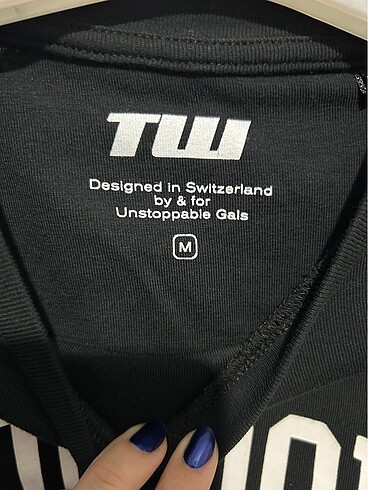 TW
Designed in Switzerland
by & for
Unstoppable Gals
M